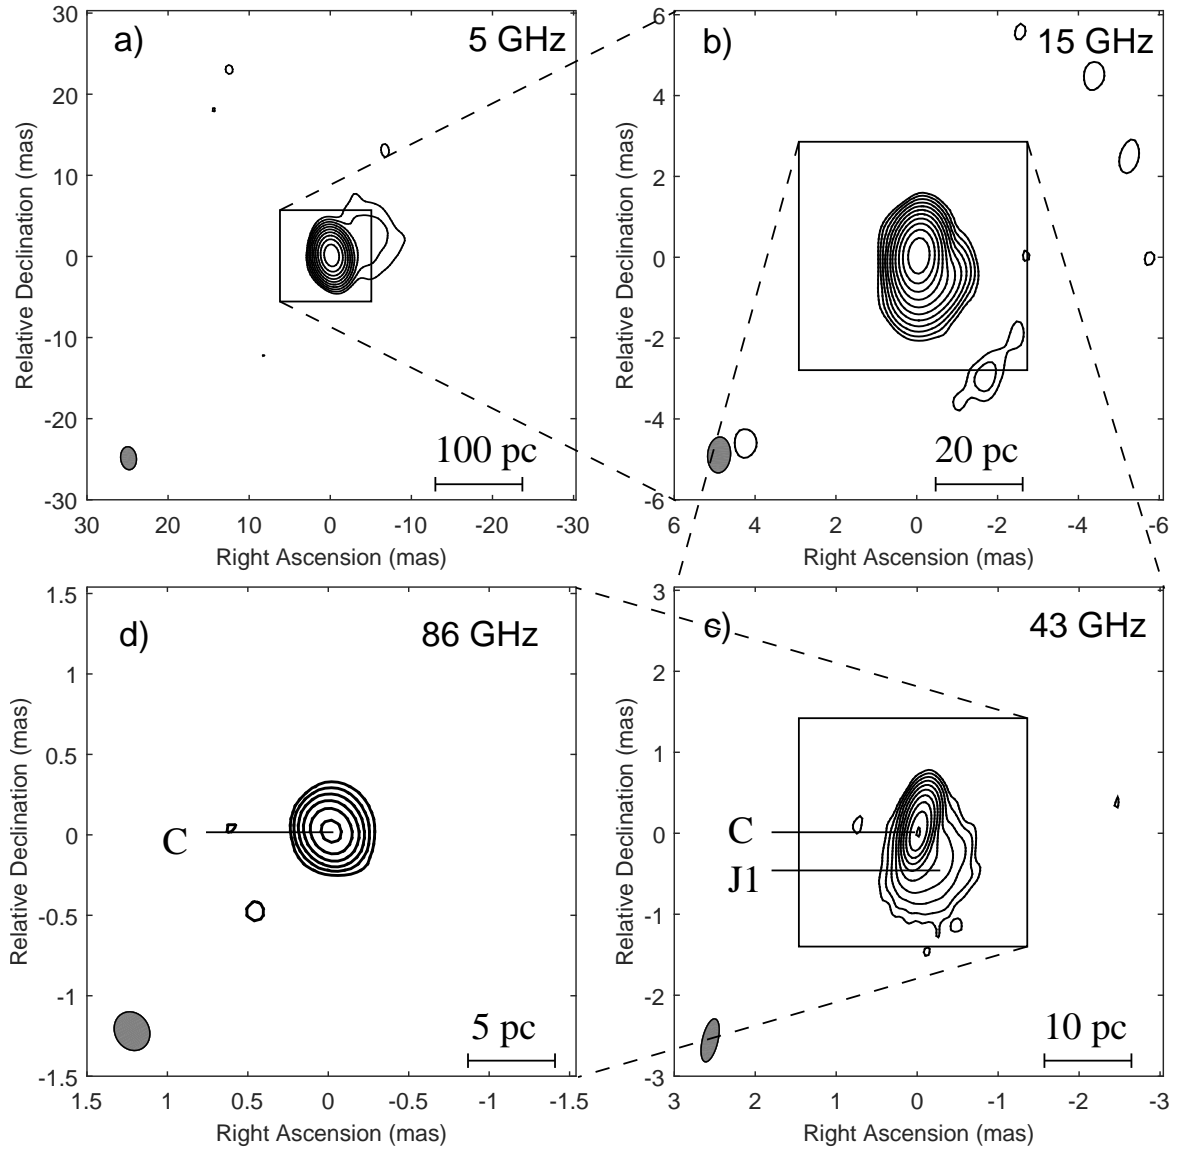 a)
5 GHz
Relative Declination (mas)
30
20
10
0
-10
-20
-30
100 pc
30 20 10 0 -10 -20 -30
Right Ascension (mas)
b)
15 GHz
Relative Declination (mas)
6
4
2
0
-2
-4
-6
20 pc
6 4 2 0 -2 -4 -6
Right Ascension (mas)
d)
86 GHz
Relative Declination (mas)
1.5
1
0.5
0
-0.5
-1
-1.5
C
5 pc
1.5 1 0.5 0 -0.5 -1 -1.5
Right Ascension (mas)
c)
43 GHz
Relative Declination (mas)
3
2
1
0
-1
-2
-3
C
J1
10 pc
3 2 1 0 -1 -2 -3
Right Ascension (mas)